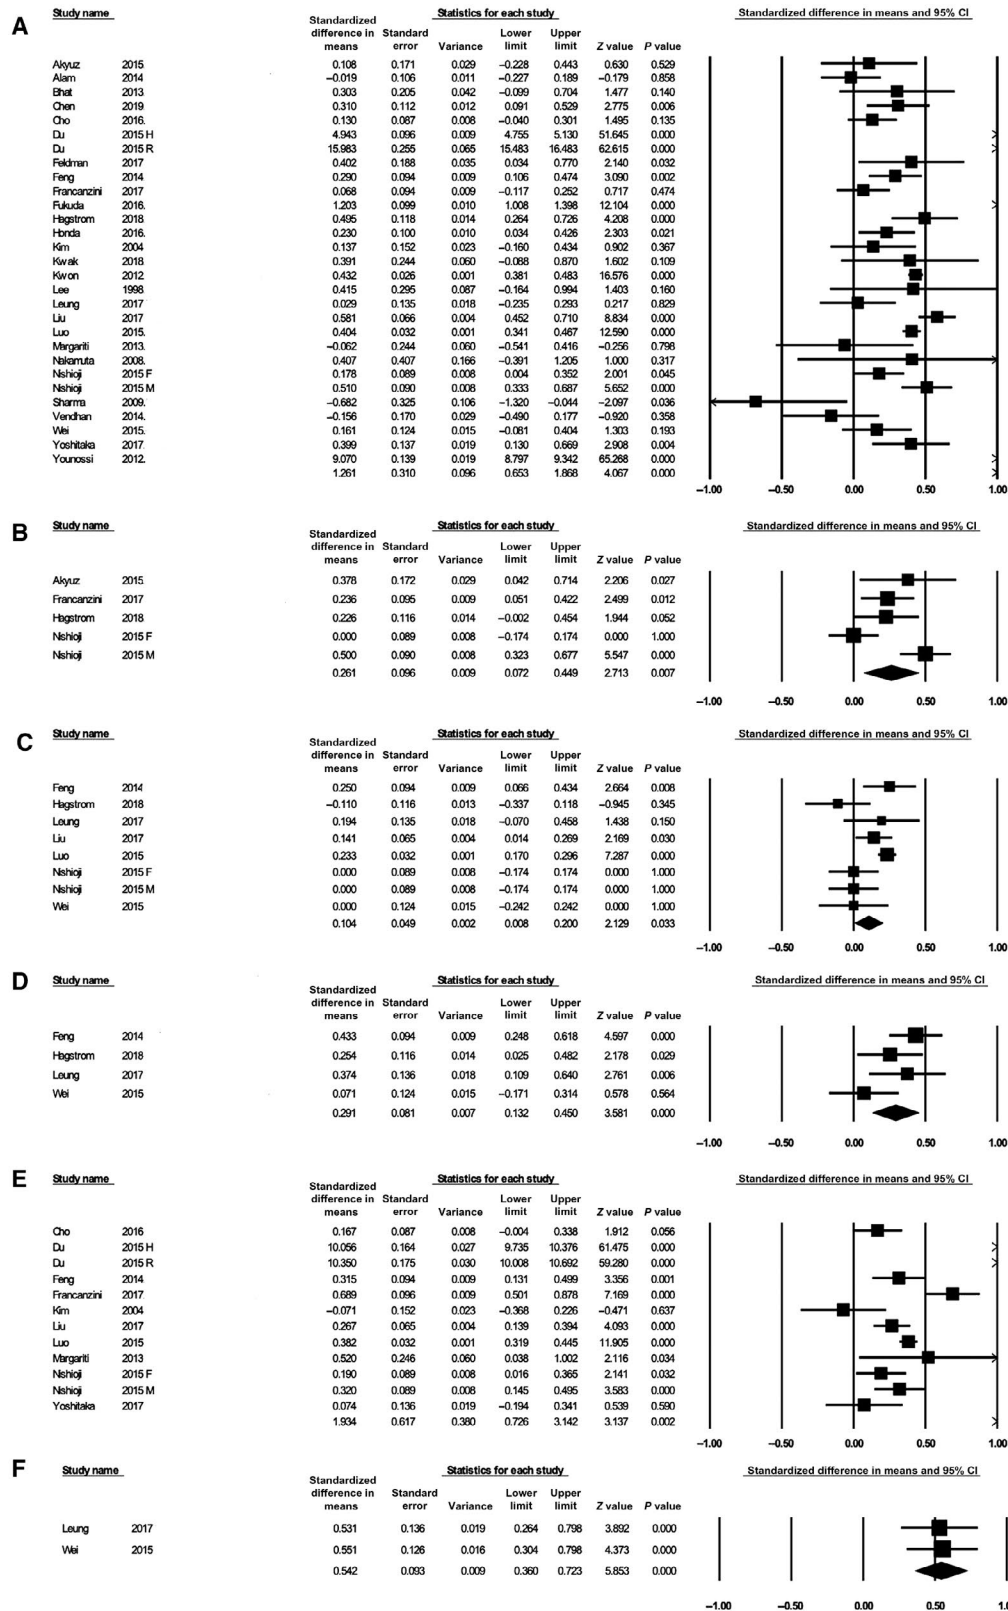 A
Study name Statistics for each study Standardized difference in means and 95% CI
Standardized difference in means Standard error Variance Lower limit Upper limit Z value P value
Akyuz 2015 0.108 0.171 0.029 −0.228 0.443 0.630 0.529
Alam 2014 −0.019 0.106 0.011 −0.227 0.189 −0.179 0.858
Bhat 2013 0.303 0.205 0.042 −0.099 0.704 1.477 0.140
Chen 2019 0.310 0.112 0.012 0.091 0.529 2.775 0.006
Cho 2016. 0.130 0.087 0.008 −0.040 0.301 1.495 0.135
Du 2015 H 4.943 0.096 0.009 4.755 5.130 51.645 0.000
Du 2015 R 15.983 0.255 0.065 15.483 16.483 62.615 0.000
Feldman 2017 0.402 0.188 0.035 0.034 0.770 2.140 0.032
Feng 2014 0.290 0.094 0.009 0.106 0.474 3.090 0.002
Francanzini 2017 0.068 0.094 0.009 −0.117 0.252 0.717 0.474
Fukuda 2016. 1.203 0.099 0.010 1.008 1.398 12.104 0.000
Hagstrom 2018 0.495 0.118 0.014 0.264 0.726 4.208 0.000
Honda 2016. 0.230 0.100 0.010 0.034 0.426 2.303 0.021
Kim 2004 0.137 0.152 0.023 −0.160 0.434 0.902 0.367
Kwak 2018 0.391 0.244 0.060 −0.088 0.870 1.602 0.109
Kwon 2012 0.432 0.026 0.001 0.381 0.483 16.576 0.000
Lee 1998 0.415 0.295 0.087 −0.164 0.994 1.403 0.160
Leung 2017 0.029 0.135 0.018 −0.235 0.293 0.217 0.829
Liu 2017 0.581 0.066 0.004 0.452 0.710 8.834 0.000
Luo 2015. 0.404 0.032 0.001 0.341 0.467 12.590 0.000
Margariti 2013. −0.062 0.244 0.060 −0.541 0.416 −0.256 0.798
Nakamuta 2008. 0.407 0.407 0.166 −0.391 1.205 1.000 0.317
Nishioji 2015 F 0.178 0.089 0.008 0.004 0.352 2.001 0.045
Nishioji 2015 M 0.510 0.090 0.008 0.333 0.687 5.652 0.000
Sharma 2009. −0.682 0.325 0.106 −1.320 −0.044 −2.097 0.036
Vendhan 2014. −0.156 0.170 0.029 −0.490 0.177 −0.920 0.358
Wei 2015. 0.161 0.124 0.015 −0.081 0.404 1.303 0.193
Yoshitaka 2017. 0.399 0.137 0.019 0.130 0.669 2.908 0.004
Younossi 2012. 9.070 0.139 0.019 8.797 9.342 65.268 0.000
1.261 0.310 0.096 0.653 1.868 4.067 0.000
−1.00 −0.50 0.00 0.50 1.00
B
Study name Statistics for each study Standardized difference in means and 95% CI
Standardized difference in means Standard error Variance Lower limit Upper limit Z value P value
Akyuz 2015 0.378 0.172 0.029 0.042 0.714 2.206 0.027
Francanzini 2017 0.236 0.095 0.009 0.051 0.422 2.499 0.012
Hagstrom 2018 0.226 0.116 0.014 −0.002 0.454 1.944 0.052
Nishioji 2015 F 0.000 0.089 0.008 −0.174 0.174 0.000 1.000
Nishioji 2015 M 0.500 0.090 0.008 0.323 0.677 5.547 0.000
0.261 0.096 0.009 0.072 0.449 2.713 0.007
−1.00 −0.50 0.00 0.50 1.00
C
Study name Statistics for each study Standardized difference in means and 95% CI
Standardized difference in means Standard error Variance Lower limit Upper limit Z value P value
Feng 2014 0.250 0.094 0.009 0.066 0.434 2.664 0.008
Hagstrom 2018 −0.110 0.116 0.013 −0.337 0.118 −0.945 0.345
Leung 2017 0.194 0.135 0.018 −0.070 0.458 1.438 0.150
Liu 2017 0.141 0.065 0.004 0.014 0.269 2.169 0.030
Luo 2015 0.233 0.032 0.001 0.170 0.296 7.287 0.000
Nishioji 2015 F 0.000 0.089 0.008 −0.174 0.174 0.000 1.000
Nishioji 2015 M 0.000 0.089 0.008 −0.174 0.174 0.000 1.000
Wei 2015 0.000 0.124 0.015 −0.242 0.242 0.000 1.000
0.104 0.049 0.002 0.008 0.200 2.129 0.033
−1.00 −0.50 0.00 0.50 1.00
D
Study name Statistics for each study Standardized difference in means and 95% CI
Standardized difference in means Standard error Variance Lower limit Upper limit Z value P value
Feng 2014 0.433 0.094 0.009 0.248 0.618 4.597 0.000
Hagstrom 2018 0.254 0.116 0.014 0.025 0.482 2.178 0.029
Leung 2017 0.374 0.136 0.018 0.109 0.640 2.761 0.006
Wei 2015 0.071 0.124 0.015 −0.171 0.314 0.578 0.564
0.291 0.081 0.007 0.132 0.450 3.581 0.000
−1.00 −0.50 0.00 0.50 1.00
E
Study name Statistics for each study Standardized difference in means and 95% CI
Standardized difference in means Standard error Variance Lower limit Upper limit Z value P value
Cho 2016 0.167 0.087 0.008 −0.004 0.338 1.912 0.056
Du 2015 H 10.056 0.164 0.027 9.735 10.376 61.475 0.000
Du 2015 R 10.350 0.175 0.030 10.008 10.692 59.280 0.000
Feng 2014 0.315 0.094 0.009 0.131 0.499 3.356 0.001
Francanzini 2017 0.689 0.096 0.009 0.501 0.878 7.169 0.000
Kim 2004 −0.071 0.152 0.023 −0.368 0.226 −0.471 0.637
Liu 2017 0.267 0.065 0.004 0.139 0.394 4.093 0.000
Luo 2015 0.382 0.032 0.001 0.319 0.445 11.905 0.000
Margariti 2013 0.520 0.246 0.060 0.038 1.002 2.116 0.034
Nishioji 2015 F 0.190 0.089 0.008 0.016 0.365 2.141 0.032
Nishioji 2015 M 0.320 0.089 0.008 0.145 0.495 3.583 0.000
Yoshitaka 2017 0.074 0.136 0.019 −0.194 0.341 0.539 0.590
1.934 0.617 0.380 0.726 3.142 3.137 0.002
−1.00 −0.50 0.00 0.50 1.00
F
Study name Statistics for each study Standardized difference in means and 95% CI
Standardized difference in means Standard error Variance Lower limit Upper limit Z value P value
Leung 2017 0.531 0.136 0.019 0.264 0.798 3.892 0.000
Wei 2015 0.551 0.126 0.016 0.304 0.798 4.373 0.000
0.542 0.093 0.009 0.360 0.723 5.853 0.000
−1.00 −0.50 0.00 0.50